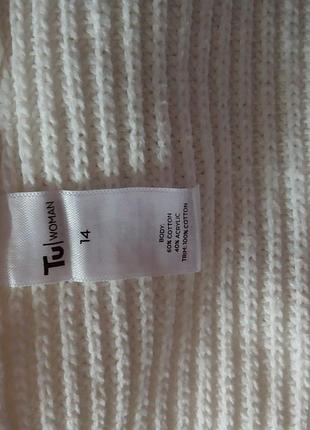 Tu WOMAN
14
BODY:
60% COTTON
40% ACRYLIC
TRIM: 100% COTTON